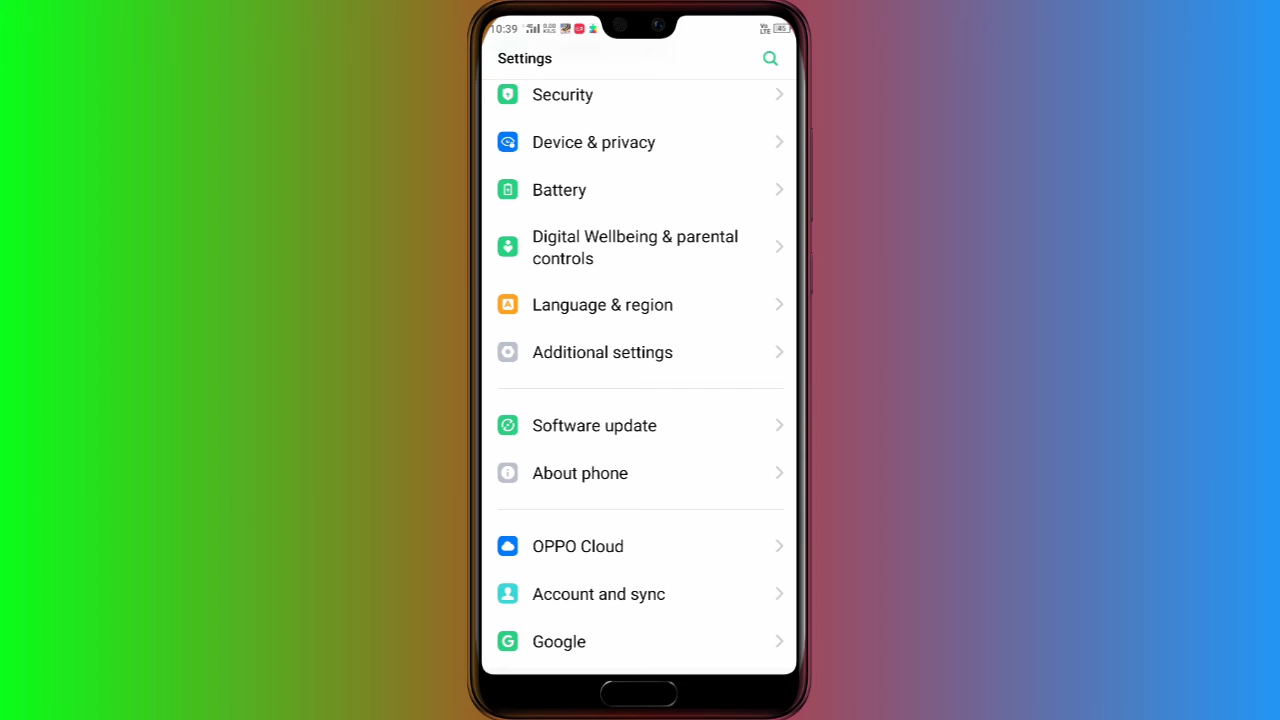 10:39
Settings
Security
Device & privacy
Battery
Digital Wellbeing & parental
controls
Language & region
Additional settings
Software update
About phone
OPPO Cloud
Account and sync
Google